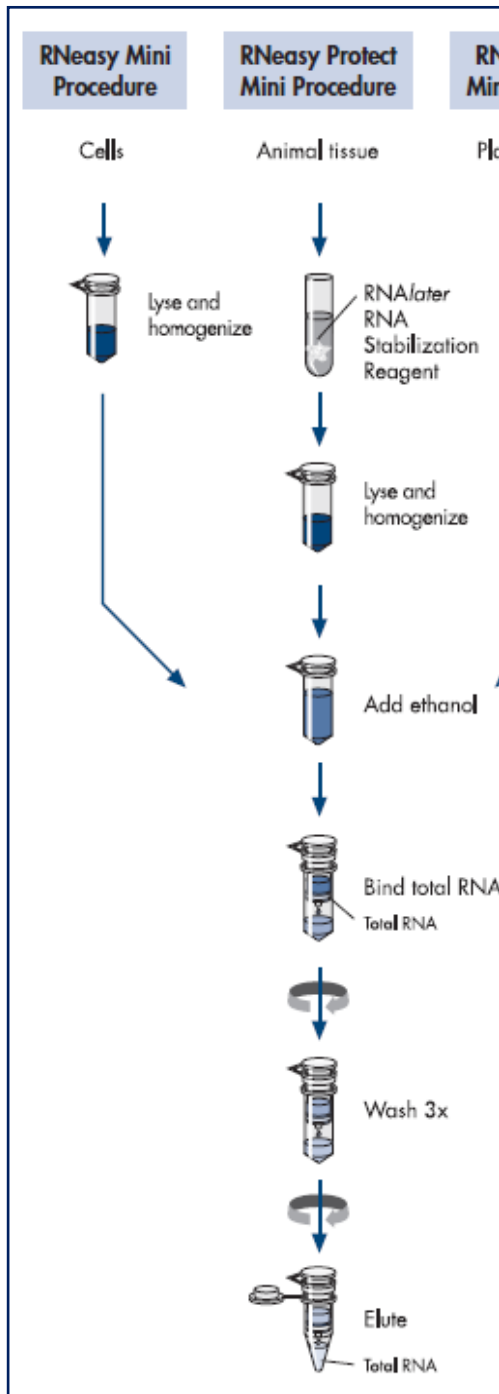 RNeasy Mini
Procedure
RNeasy Protect
Mini Procedure
Cells
Animal tissue
Lyse and
homogenize
RNAlater
RNA
Stabilization
Reagent
Lyse and
homogenize
Add ethanol
Bind total RNA
Total RNA
Wash 3x
Elute
Total RNA